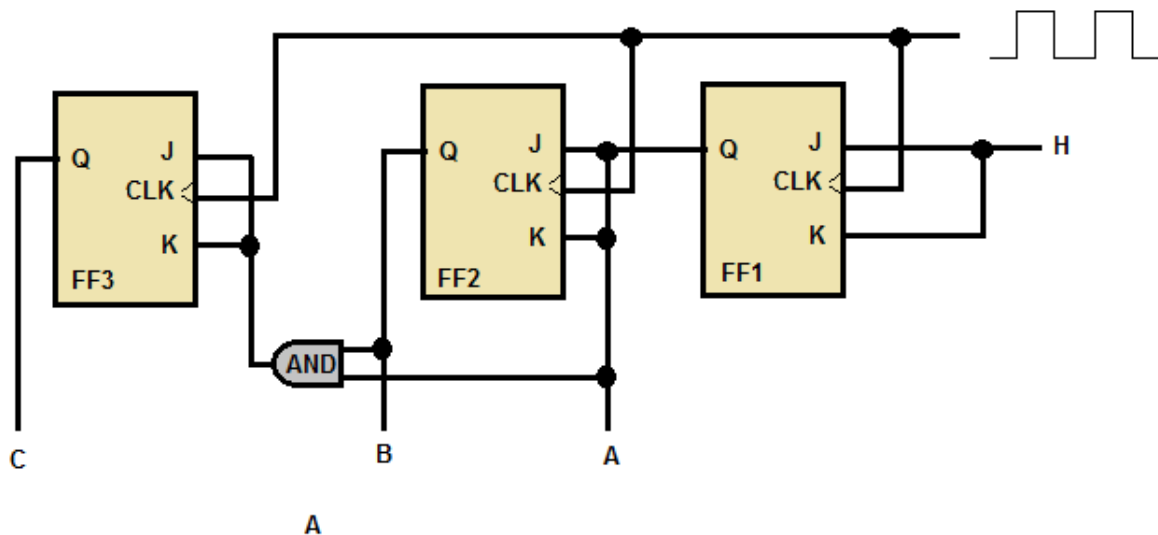 Q J CLK K FF3
Q J CLK K FF2
Q J CLK K FF1
H
AND
C B A
A